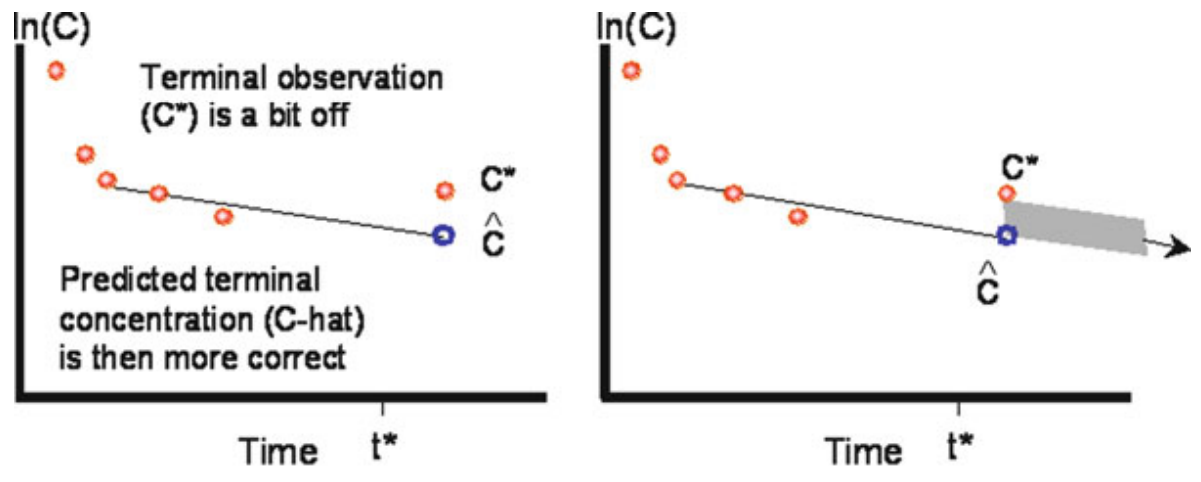 ln(C)
Terminal observation
(C*) is a bit off
C*
Ĉ
Predicted terminal
concentration (C-hat)
is then more correct
Time t*
ln(C)
C*
Ĉ
Time t*